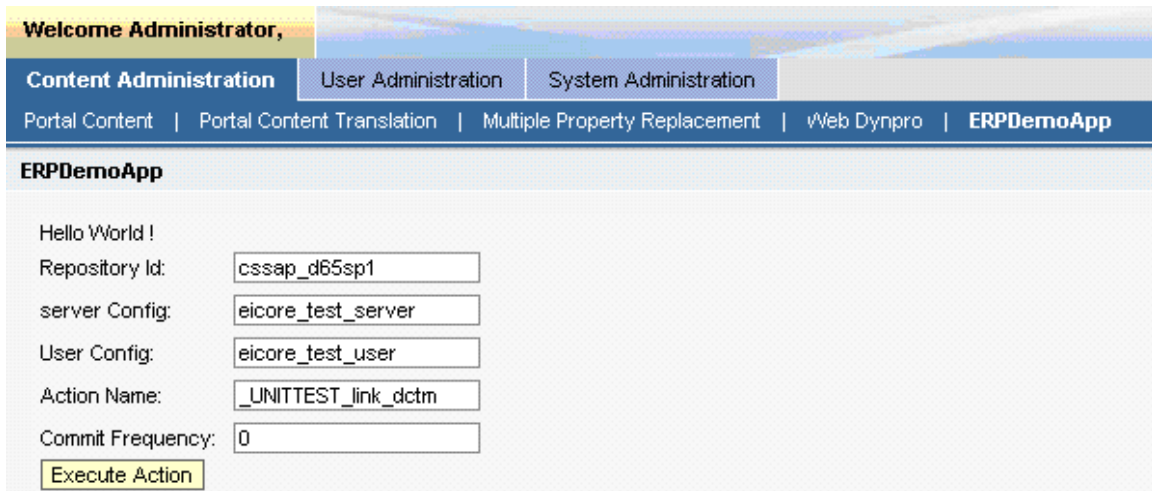 Welcome Administrator,
Content Administration User Administration System Administration
Portal Content | Portal Content Translation | Multiple Property Replacement | Web Dynpro | ERPDemoApp
ERPDemoApp
Hello World !
Repository Id: cssap_d65sp1
server Config: eicore_test_server
User Config: eicore_test_user
Action Name: _UNITTEST_link_dctm
Commit Frequency: 0
Execute Action